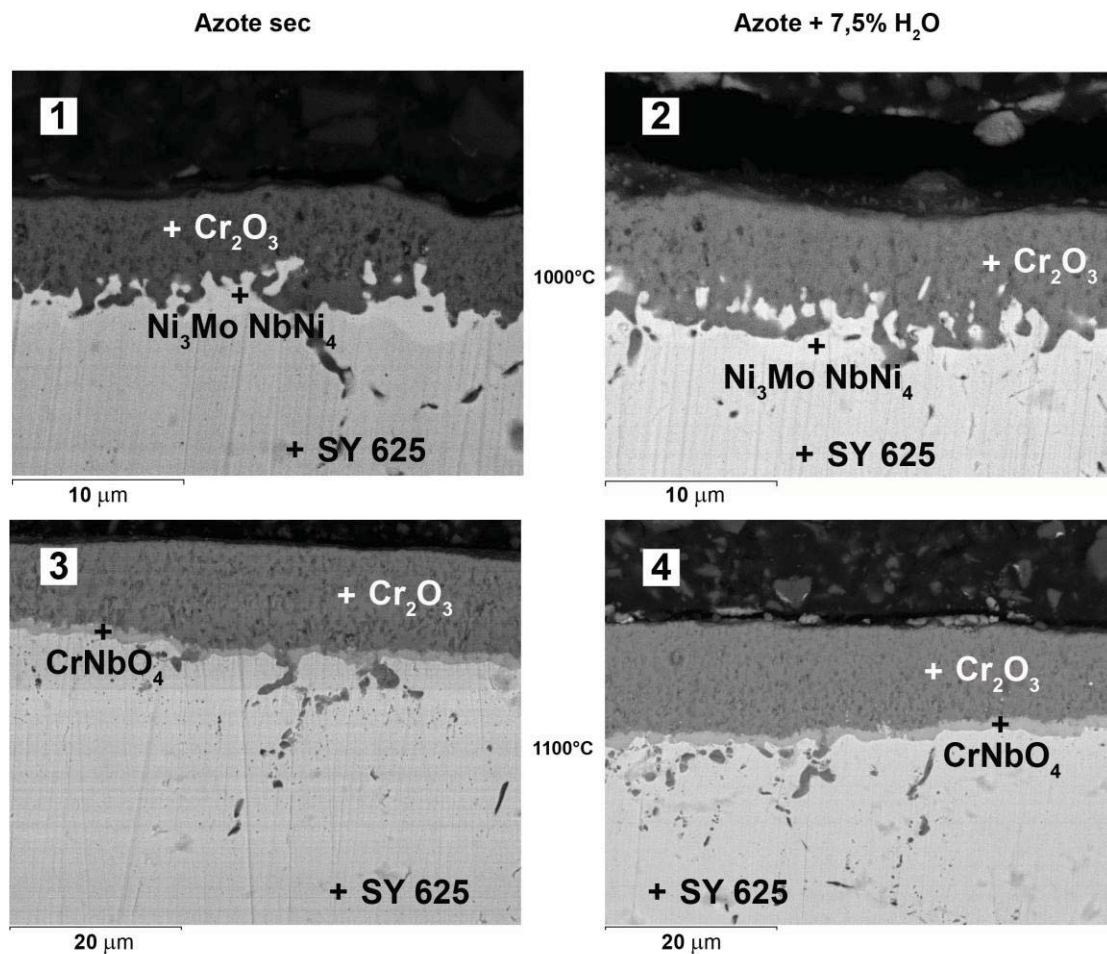 Azote sec
Azote + 7,5% H₂O
1
+ Cr₂O₃
+
Ni₃Mo NbNi₄
+ SY 625
10 µm
2
+ Cr₂O₃
+
Ni₃Mo NbNi₄
+ SY 625
10 µm
1000°C
3
+ Cr₂O₃
+
CrNbO₄
+ SY 625
20 µm
4
+ Cr₂O₃
+
CrNbO₄
+ SY 625
20 µm
1100°C